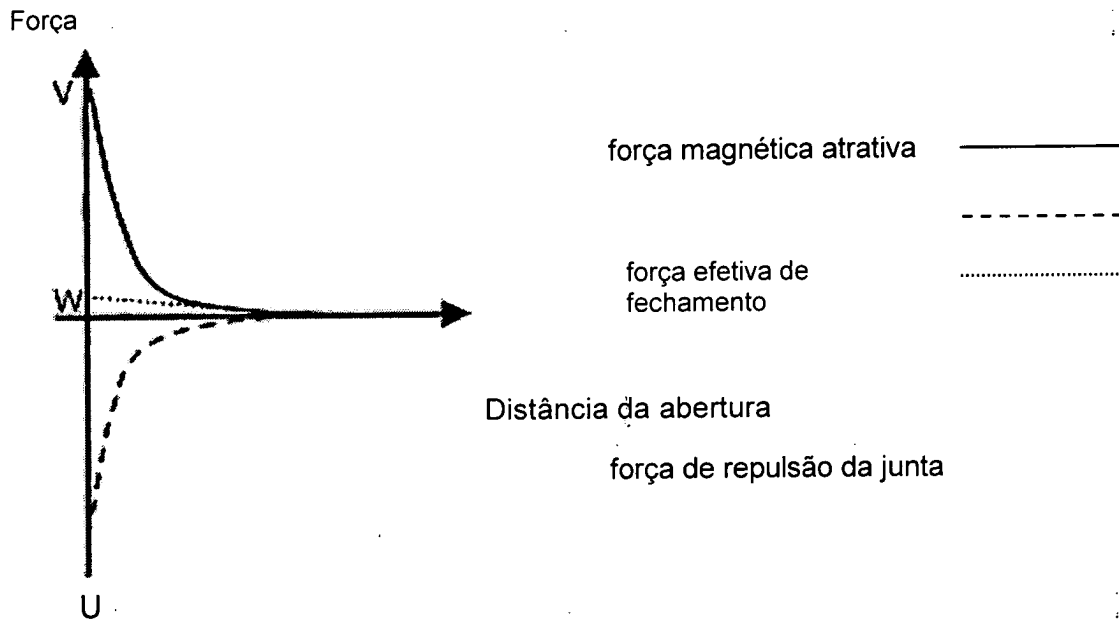 Força
V
força magnética atrativa
W
força efetiva de
fechamento
Distância da abertura
força de repulsão da junta
U